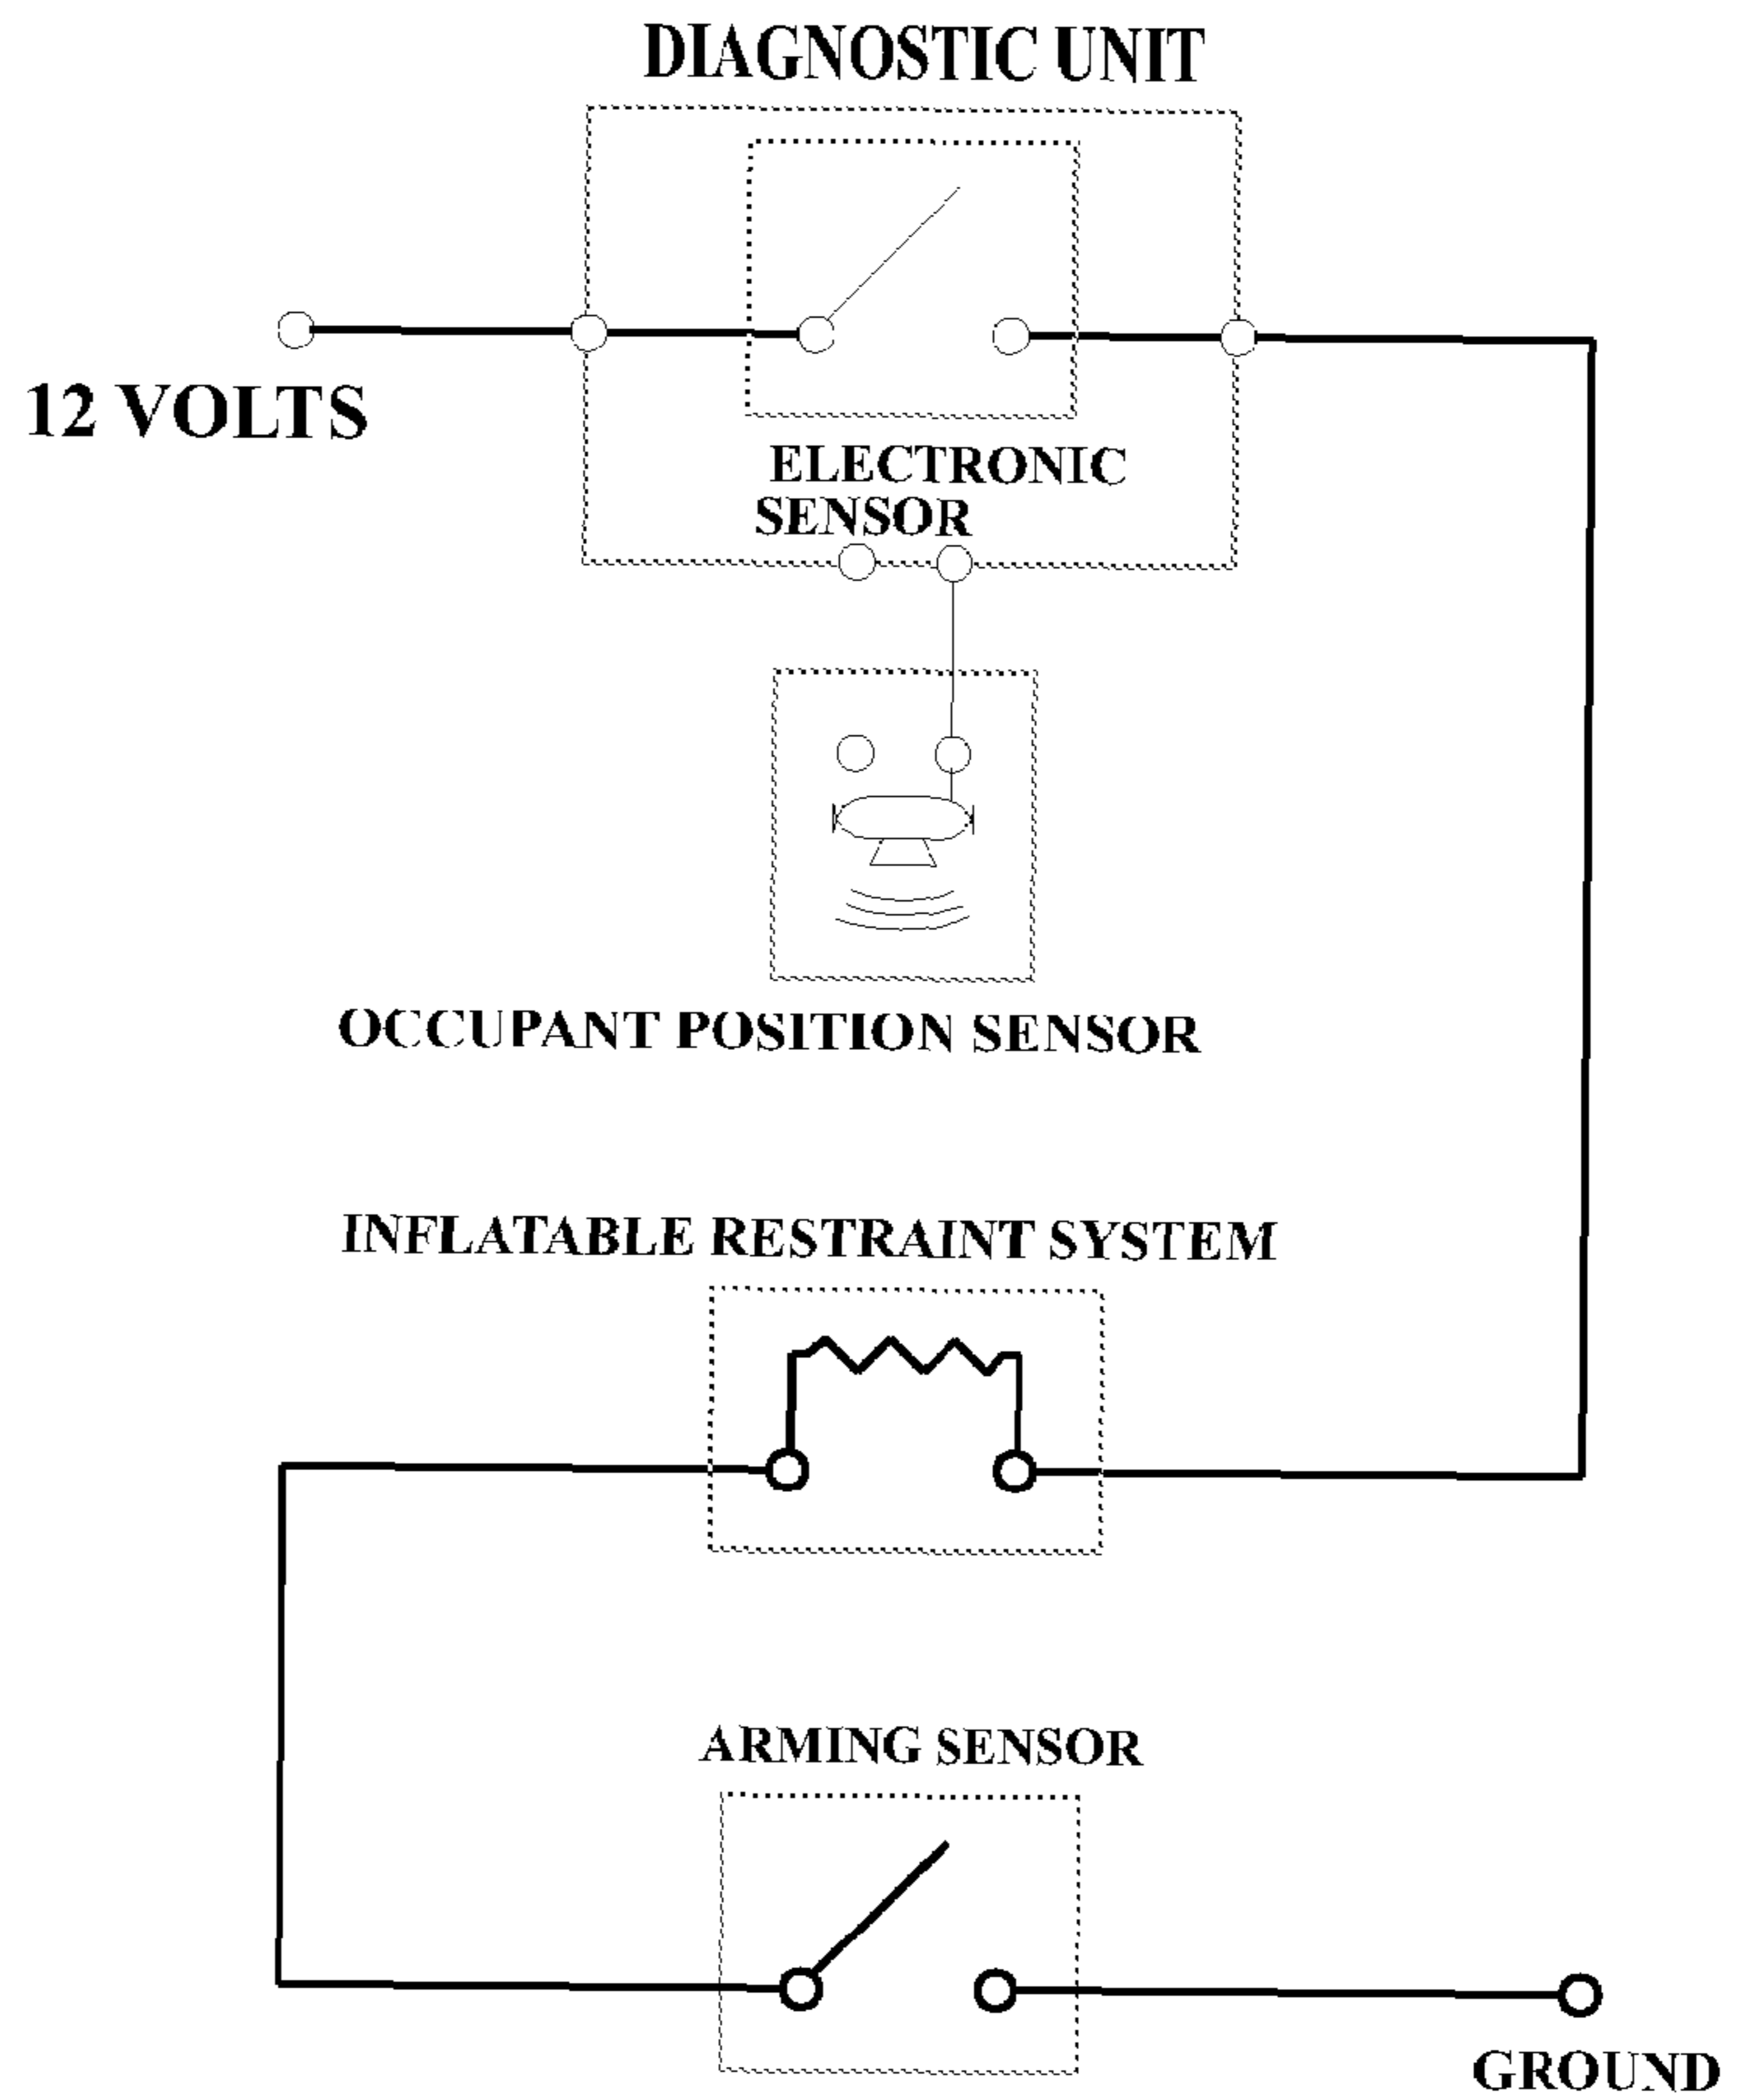 DIAGNOSTIC UNIT
12 VOLTS
ELECTRONIC
SENSOR
OCCUPANT POSITION SENSOR
INFLATABLE RESTRAINT SYSTEM
ARMING SENSOR
GROUND